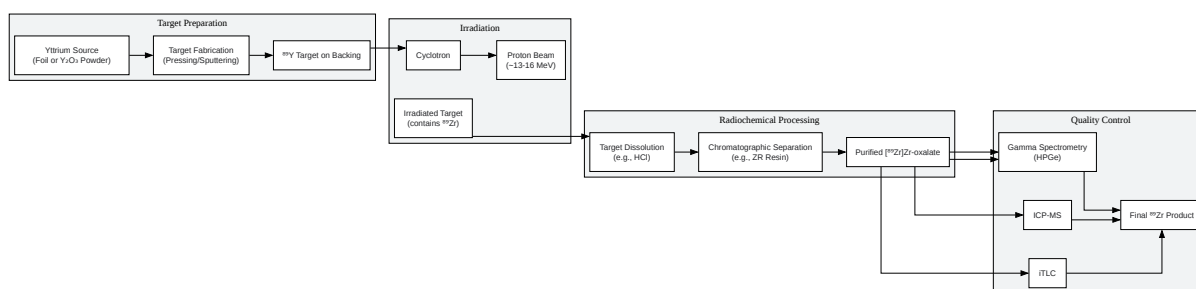 Target Preparation
Yttrium Source
(Foil or Y₂O₃ Powder)
Target Fabrication
(Pressing/Sputtering)
⁸⁹Y Target on Backing
Irradiation
Cyclotron
Proton Beam
(~13-16 MeV)
Irradiated Target
(contains ⁸⁹Zr)
Radiochemical Processing
Target Dissolution
(e.g., HCl)
Chromatographic Separation
(e.g., ZR Resin)
Purified [⁸⁹Zr]Zr-oxalate
Quality Control
Gamma Spectrometry
(HPGe)
ICP-MS
Final ⁸⁹Zr Product
iTLC